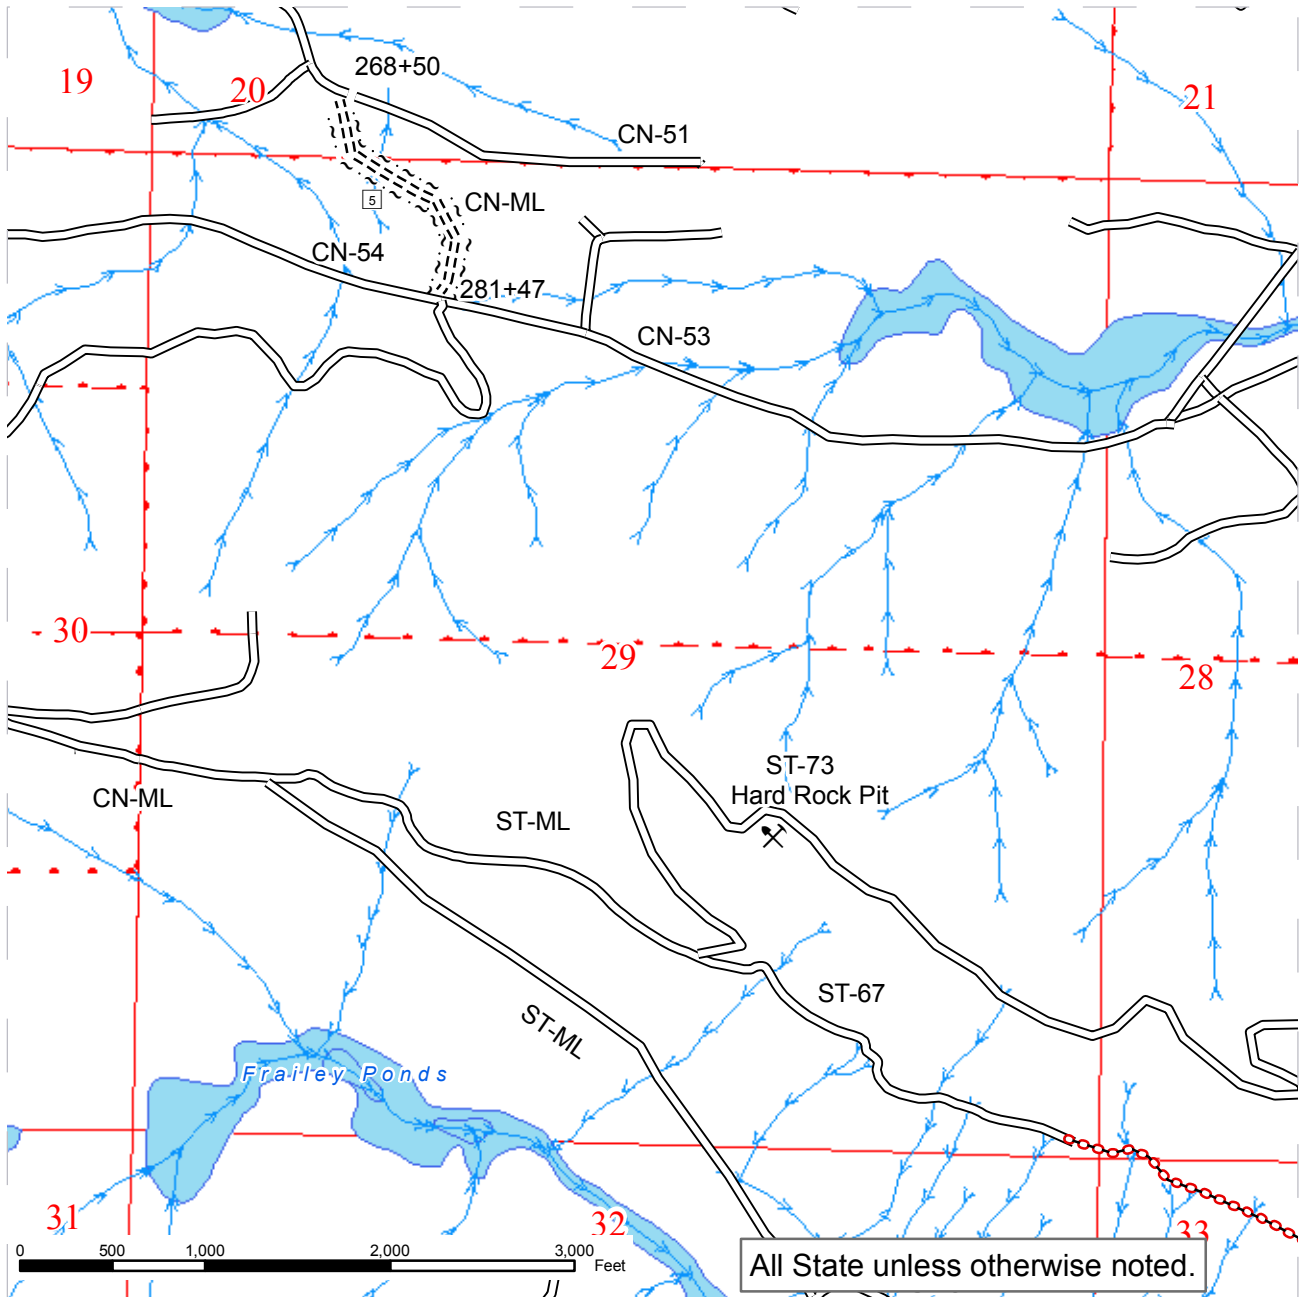 268+50
19
20
21
CN-51
5
CN-ML
CN-54
281+47
CN-53
30
29
28
ST-73
Hard Rock Pit
CN-ML
ST-ML
ST-67
ST-ML
Frailey Ponds
31
32
33
0 500 1,000 2,000 3,000
Feet
All State unless otherwise noted.